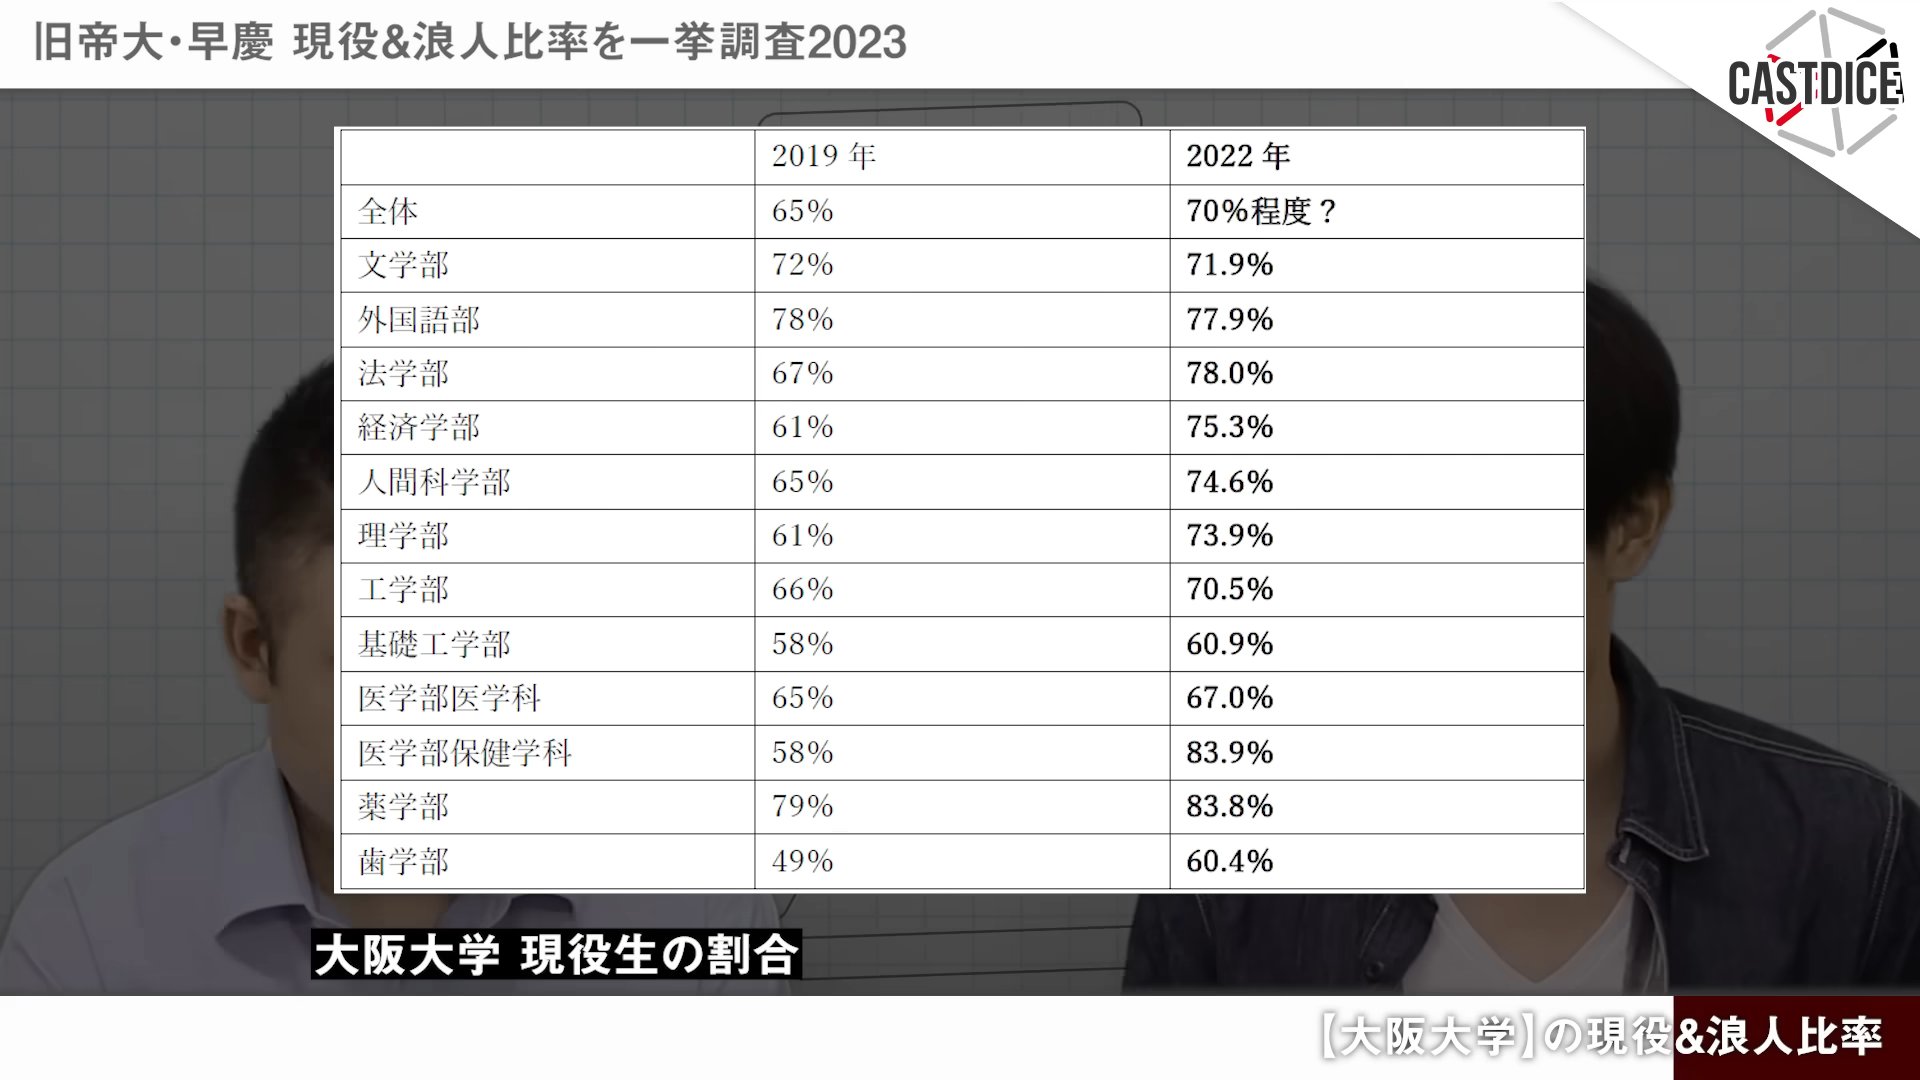 旧帝大・早慶 現役&浪人比率を一挙調査2023
CASTDICE
2019 年 2022 年
全体 65% 70%程度？
文学部 72% 71.9%
外国語部 78% 77.9%
法学部 67% 78.0%
経済学部 61% 75.3%
人間科学部 65% 74.6%
理学部 61% 73.9%
工学部 66% 70.5%
基礎工学部 58% 60.9%
医学部医学科 65% 67.0%
医学部保健学科 58% 83.9%
薬学部 79% 83.8%
歯学部 49% 60.4%
大阪大学 現役生の割合
【大阪大学】の現役&浪人比率